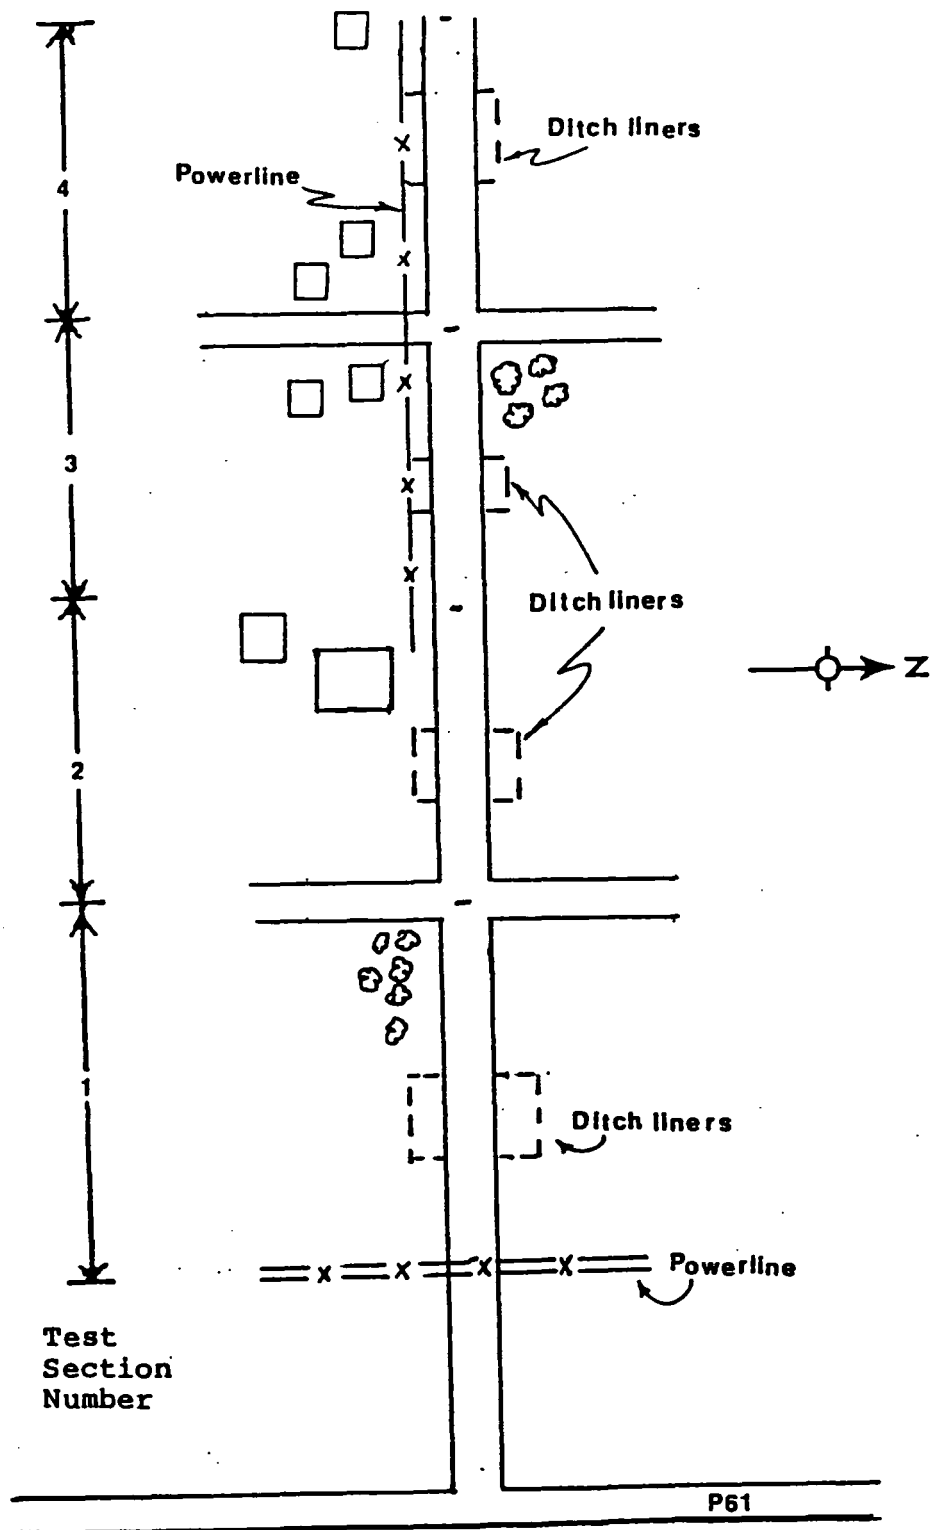 Ditch liners
Powerline
4
3
Ditch liners
N
2
1
Ditch liners
Powerline
Test
Section
Number
P61